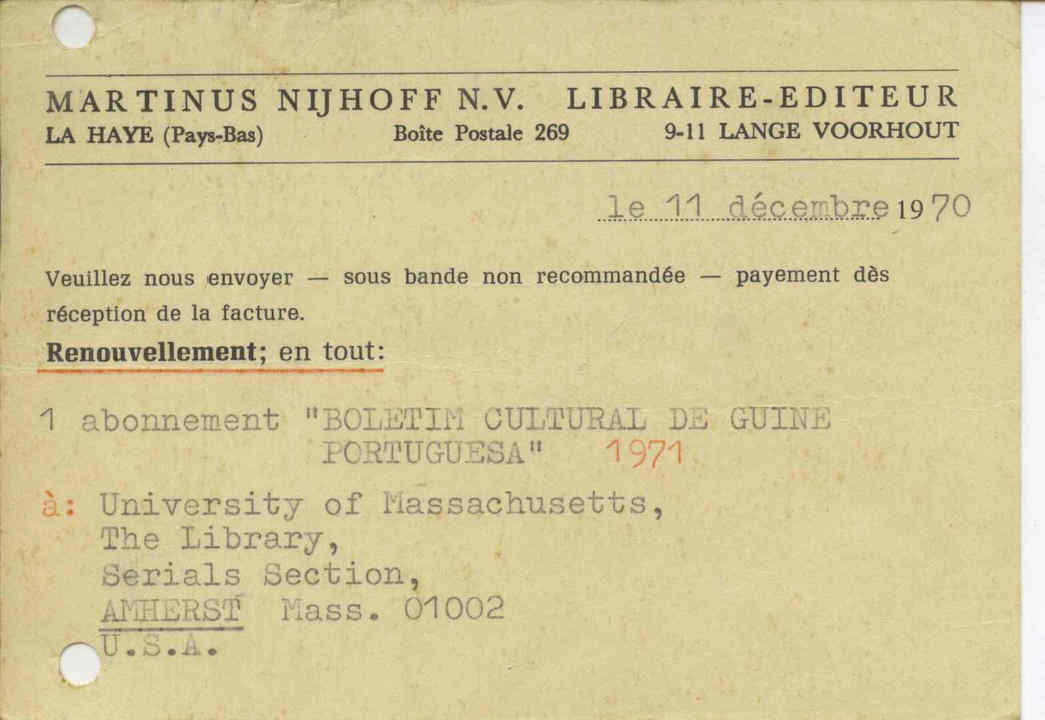 MARTINUS NIJHOFF N.V. LIBRAIRE-EDITEUR
LA HAYE (Pays-Bas) Boîte Postale 269 9-11 LANGE VOORHOUT
le 11 décembre 1970
Veuillez nous envoyer — sous bande non recommandée — payement dès
réception de la facture.
Renouvellement; en tout:
1 abonnement "BOLETIM CULTURAL DE GUINE
PORTUGUESA" 1971
à: University of Massachusetts,
The Library,
Serials Section,
AMHERST Mass. 01002
U.S.A.